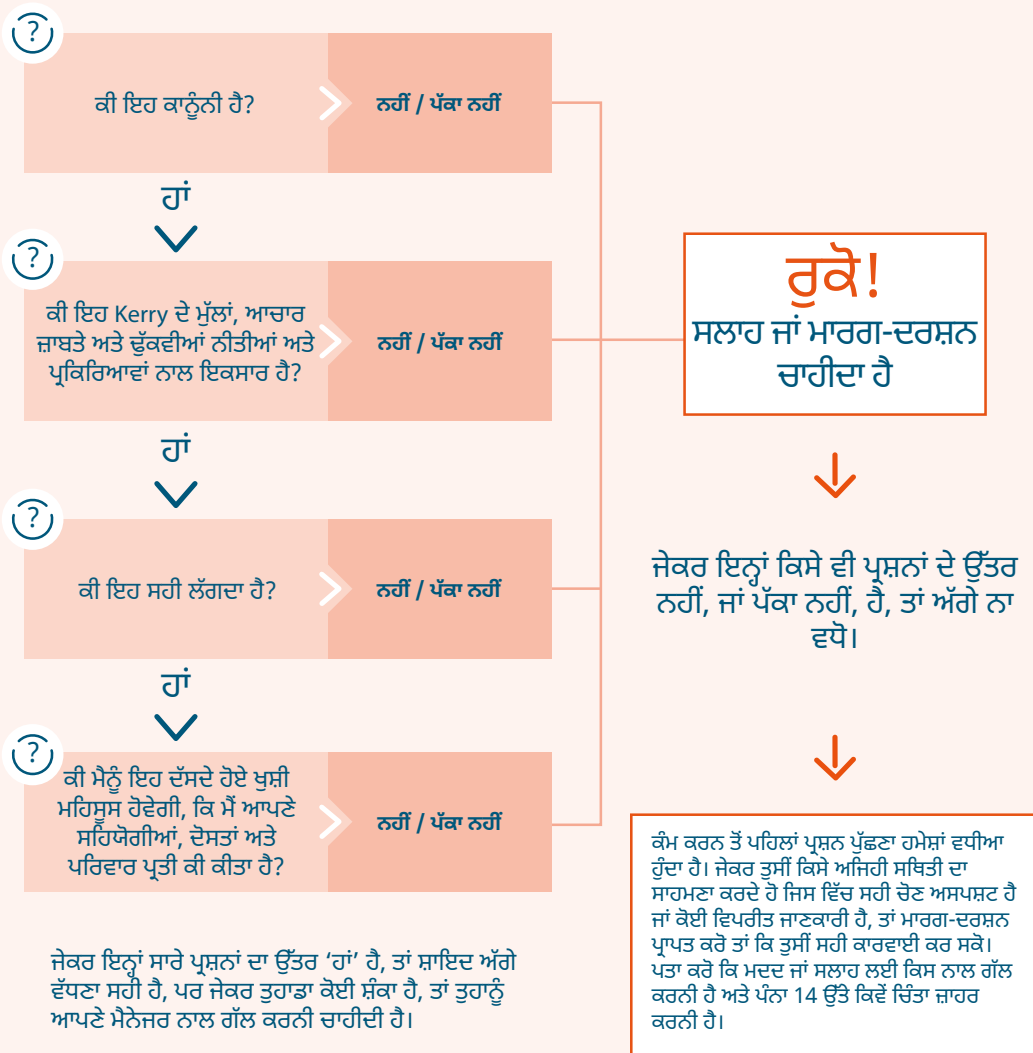 ?
ਕੀ ਇਹ ਕਾਨੂੰਨੀ ਹੈ?
ਨਹੀਂ / ਪੱਕਾ ਨਹੀਂ
ਹਾਂ
?
ਕੀ ਇਹ Kerry ਦੇ ਮੁੱਲਾਂ, ਆਚਾਰ
ਜ਼ਾਬਤੇ ਅਤੇ ਢੁੱਕਵੀਆਂ ਨੀਤੀਆਂ ਅਤੇ
ਪ੍ਰਕਿਰਿਆਵਾਂ ਨਾਲ ਇਕਸਾਰ ਹੈ?
ਨਹੀਂ / ਪੱਕਾ ਨਹੀਂ
ਹਾਂ
?
ਕੀ ਇਹ ਸਹੀ ਲੱਗਦਾ ਹੈ?
ਨਹੀਂ / ਪੱਕਾ ਨਹੀਂ
ਹਾਂ
?
ਕੀ ਮੈਨੂੰ ਇਹ ਦੱਸਦੇ ਹੋਏ ਖੁਸ਼ੀ
ਮਹਿਸੂਸ ਹੋਵੇਗੀ, ਕਿ ਮੈਂ ਆਪਣੇ
ਸਹਿਯੋਗੀਆਂ, ਦੋਸਤਾਂ ਅਤੇ
ਪਰਿਵਾਰ ਪ੍ਰਤੀ ਕੀ ਕੀਤਾ ਹੈ?
ਨਹੀਂ / ਪੱਕਾ ਨਹੀਂ
ਜੇਕਰ ਇਨ੍ਹਾਂ ਸਾਰੇ ਪ੍ਰਸ਼ਨਾਂ ਦਾ ਉੱਤਰ ‘ਹਾਂ’ ਹੈ, ਤਾਂ ਸ਼ਾਇਦ ਅੱਗੇ
ਵੱਧਣਾ ਸਹੀ ਹੈ, ਪਰ ਜੇਕਰ ਤੁਹਾਡਾ ਕੋਈ ਸ਼ੰਕਾ ਹੈ, ਤਾਂ ਤੁਹਾਨੂੰ
ਆਪਣੇ ਮੈਨੇਜਰ ਨਾਲ ਗੱਲ ਕਰਨੀ ਚਾਹੀਦੀ ਹੈ।
ਰੁਕੋ!
ਸਲਾਹ ਜਾਂ ਮਾਰਗ-ਦਰਸ਼ਨ
ਚਾਹੀਦਾ ਹੈ
ਜੇਕਰ ਇਨ੍ਹਾਂ ਕਿਸੇ ਵੀ ਪ੍ਰਸ਼ਨਾਂ ਦੇ ਉੱਤਰ
ਨਹੀਂ, ਜਾਂ ਪੱਕਾ ਨਹੀਂ, ਹੈ, ਤਾਂ ਅੱਗੇ ਨਾ
ਵਧੋ।
ਕੰਮ ਕਰਨ ਤੋਂ ਪਹਿਲਾਂ ਪ੍ਰਸ਼ਨ ਪੁੱਛਣਾ ਹਮੇਸ਼ਾਂ ਵਧੀਆ
ਹੁੰਦਾ ਹੈ। ਜੇਕਰ ਤੁਸੀਂ ਕਿਸੇ ਅਜਿਹੀ ਸਥਿਤੀ ਦਾ
ਸਾਹਮਣਾ ਕਰਦੇ ਹੋ ਜਿਸ ਵਿੱਚ ਸਹੀ ਚੋਣ ਅਸਪਸ਼ਟ ਹੈ
ਜਾਂ ਕੋਈ ਵਿਪਰੀਤ ਜਾਣਕਾਰੀ ਹੈ, ਤਾਂ ਮਾਰਗ-ਦਰਸ਼ਨ
ਪ੍ਰਾਪਤ ਕਰੋ ਤਾਂ ਕਿ ਤੁਸੀਂ ਸਹੀ ਕਾਰਵਾਈ ਕਰ ਸਕੋ।
ਪਤਾ ਕਰੋ ਕਿ ਮਦਦ ਜਾਂ ਸਲਾਹ ਲਈ ਕਿਸ ਨਾਲ ਗੱਲ
ਕਰਨੀ ਹੈ ਅਤੇ ਪੰਨਾ 14 ਉੱਤੇ ਕਿਵੇਂ ਚਿੰਤਾ ਜ਼ਾਹਰ
ਕਰਨੀ ਹੈ।